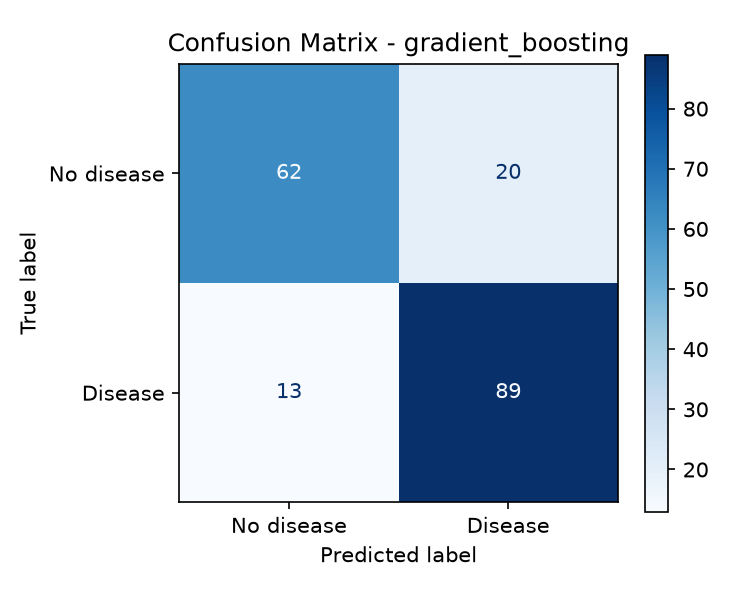 Confusion Matrix - gradient_boosting
80
70
60
50
40
30
20
True label
No disease
62
20
Disease
13
89
No disease
Disease
Predicted label